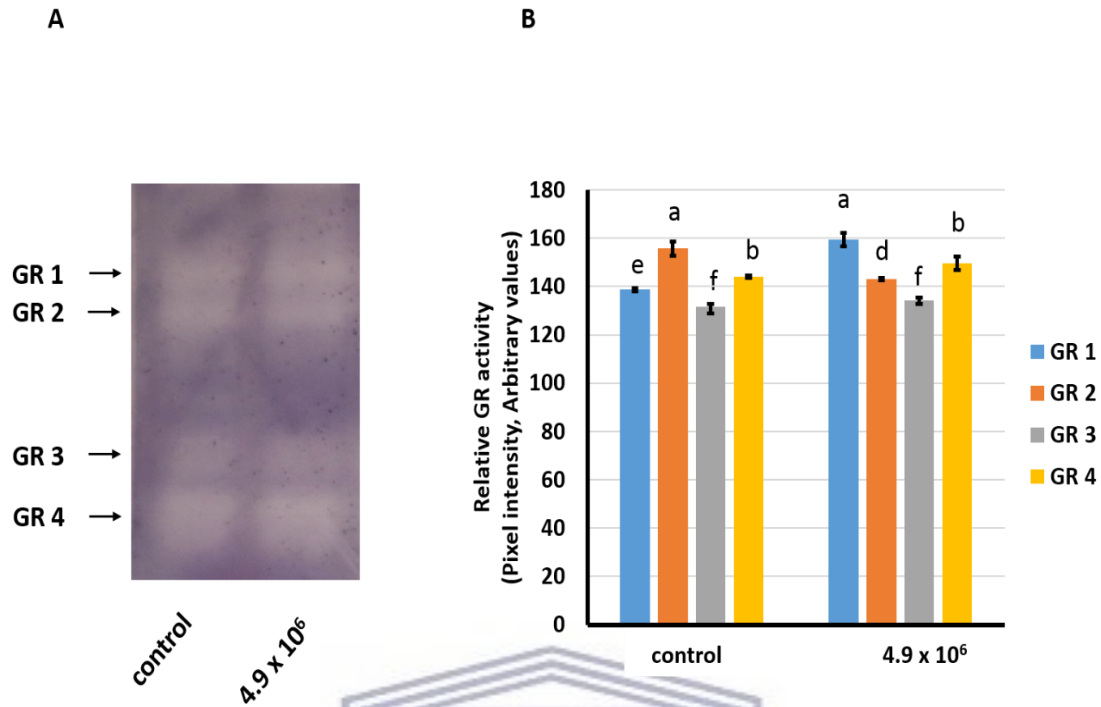 A
B
GR 1
GR 2
GR 3
GR 4
control
4.9 x 10⁶
Relative GR activity
(Pixel intensity, Arbitrary values)
180
160
140
120
100
80
60
40
20
0
e
a
f
b
a
d
f
b
control
4.9 x 10⁶
GR 1
GR 2
GR 3
GR 4